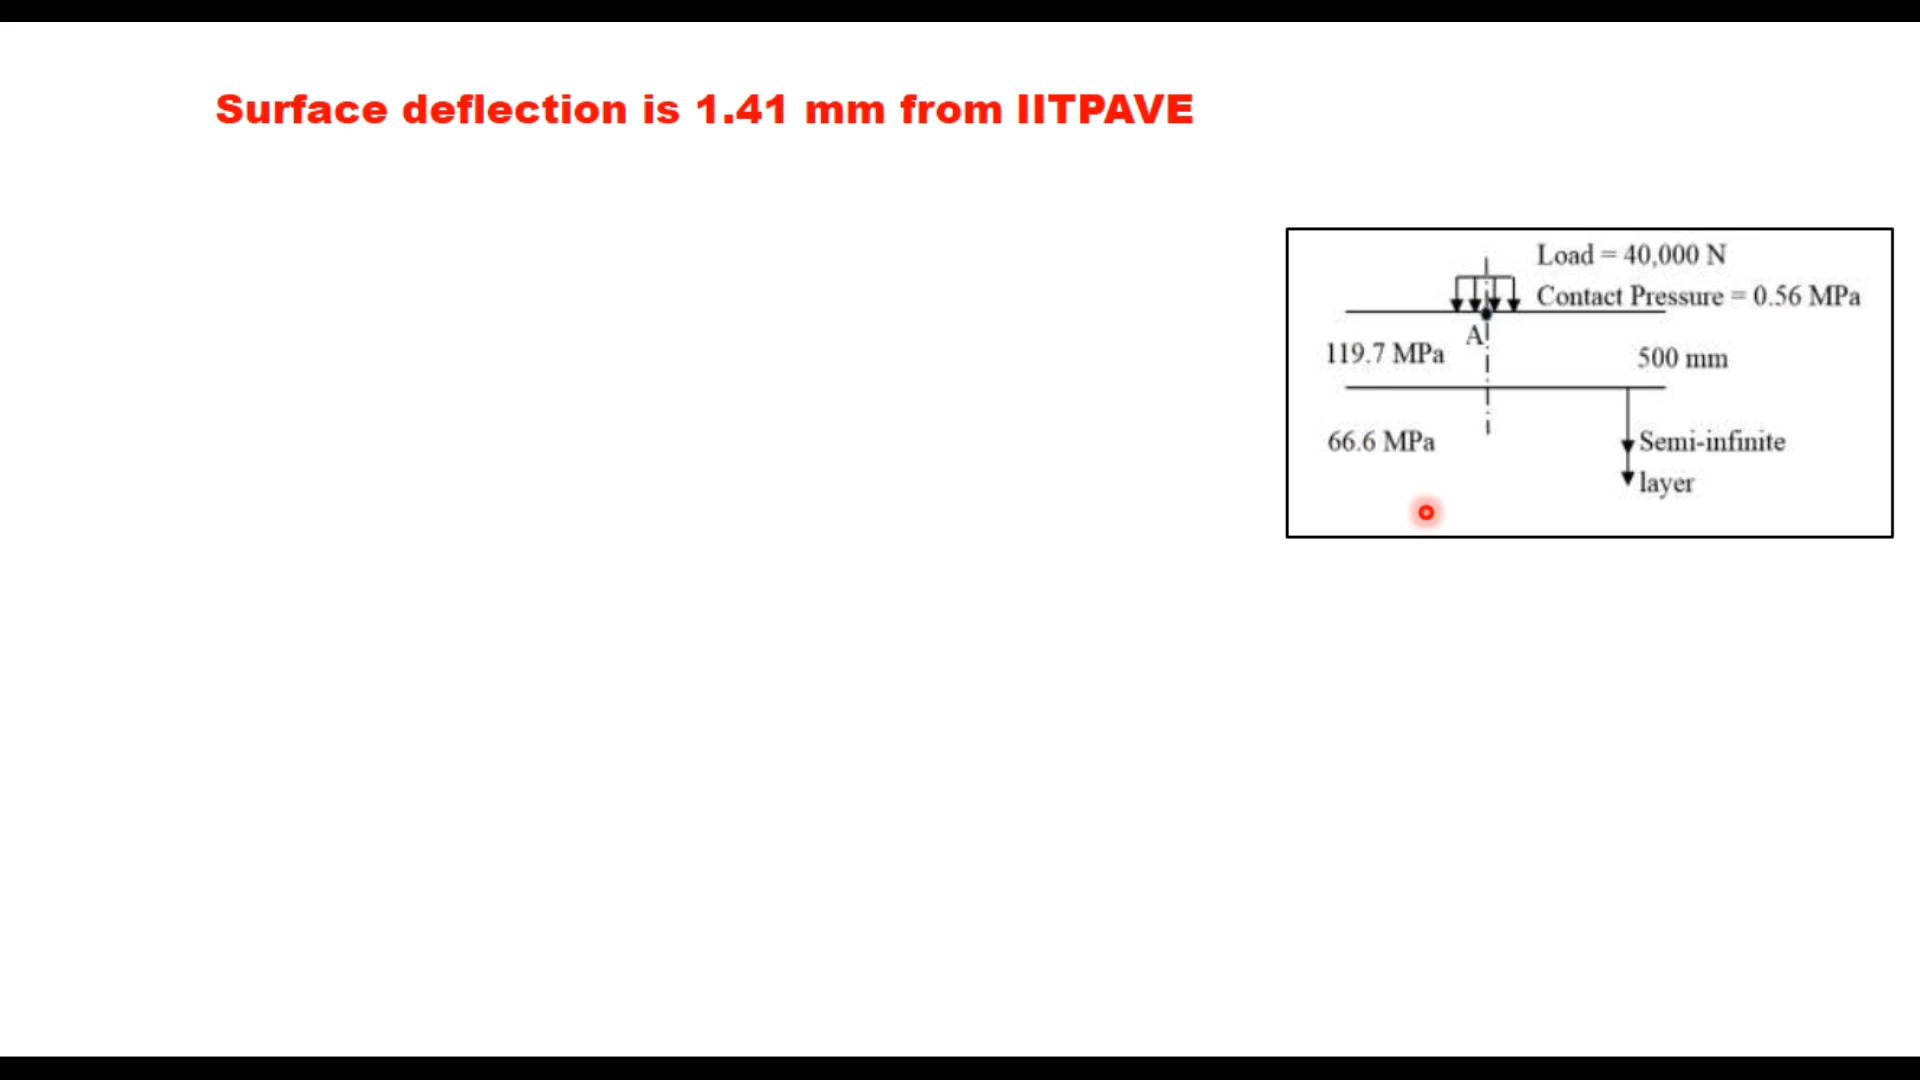 Surface deflection is 1.41 mm from IITPAVE
Load = 40,000 N
Contact Pressure = 0.56 MPa
A
119.7 MPa
500 mm
66.6 MPa
Semi-infinite
layer